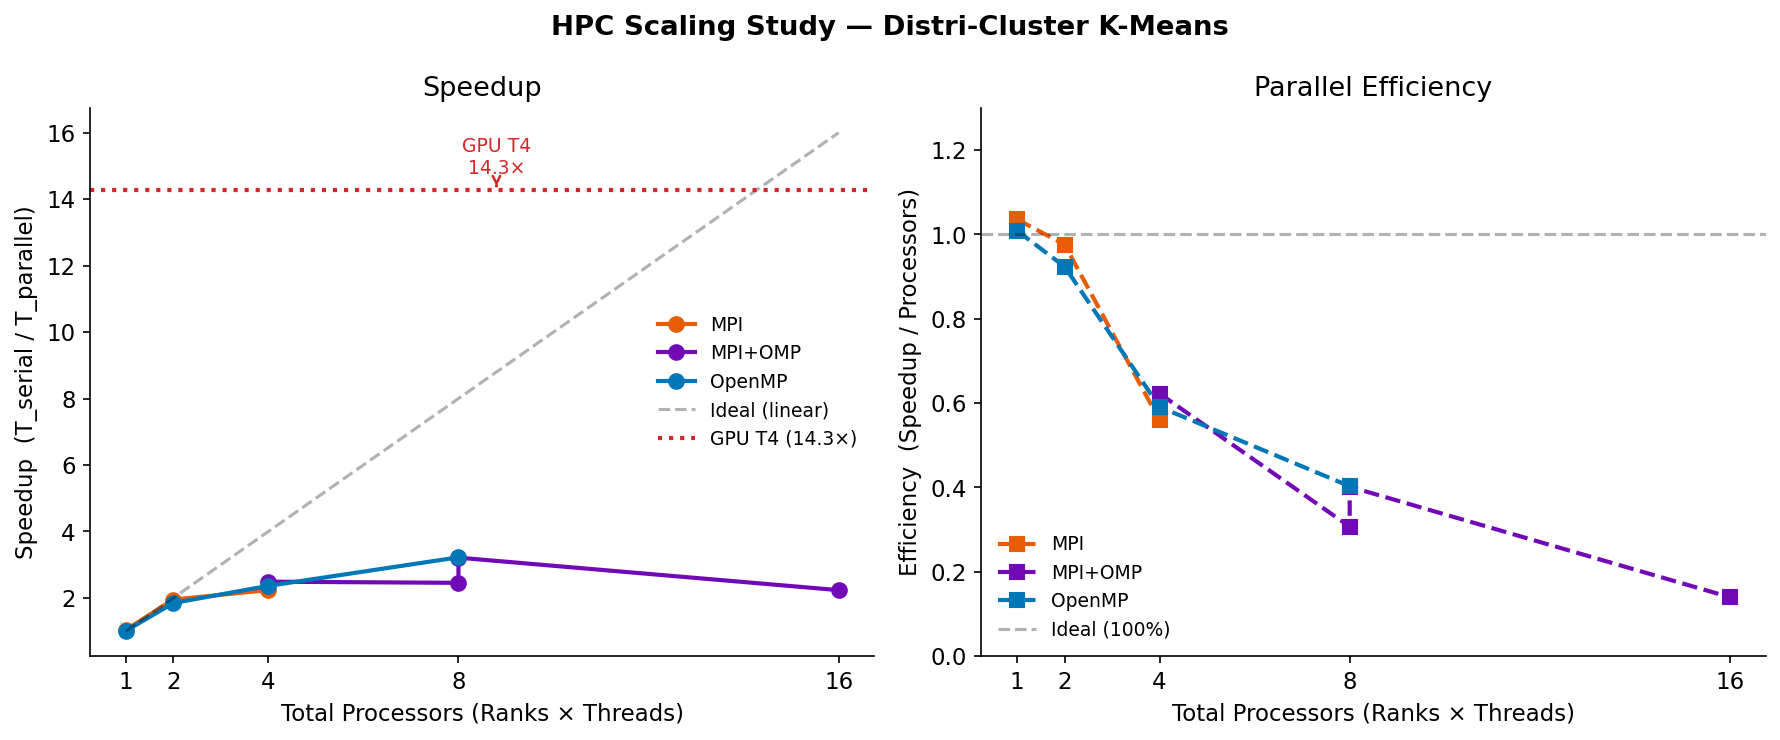 HPC Scaling Study — Distri-Cluster K-Means
Speedup
Speedup  (T_serial / T_parallel)
16
14
12
10
8
6
4
2
GPU T4
14.3×
MPI
MPI+OMP
OpenMP
Ideal (linear)
GPU T4 (14.3×)
1 2 4 8 16
Total Processors (Ranks × Threads)
Parallel Efficiency
Efficiency  (Speedup / Processors)
1.2
1.0
0.8
0.6
0.4
0.2
0.0
MPI
MPI+OMP
OpenMP
Ideal (100%)
1 2 4 8 16
Total Processors (Ranks × Threads)